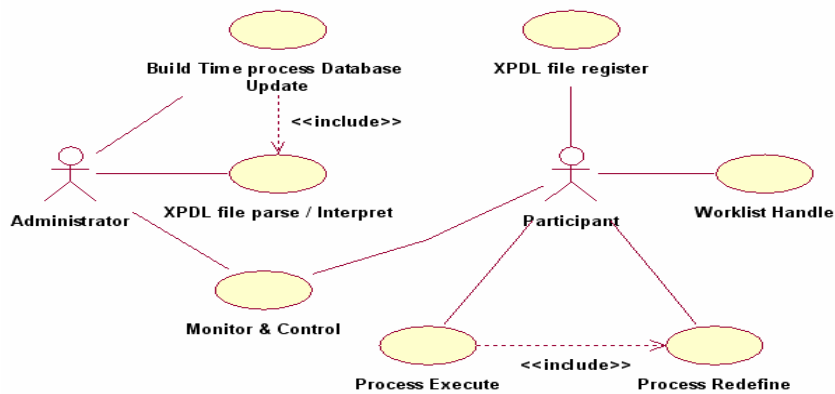 Build Time process Database
Update
XPDL file register
<<include>>
Administrator
XPDL file parse / Interpret
Participant
Worklist Handle
Monitor & Control
<<include>>
Process Execute
Process Redefine